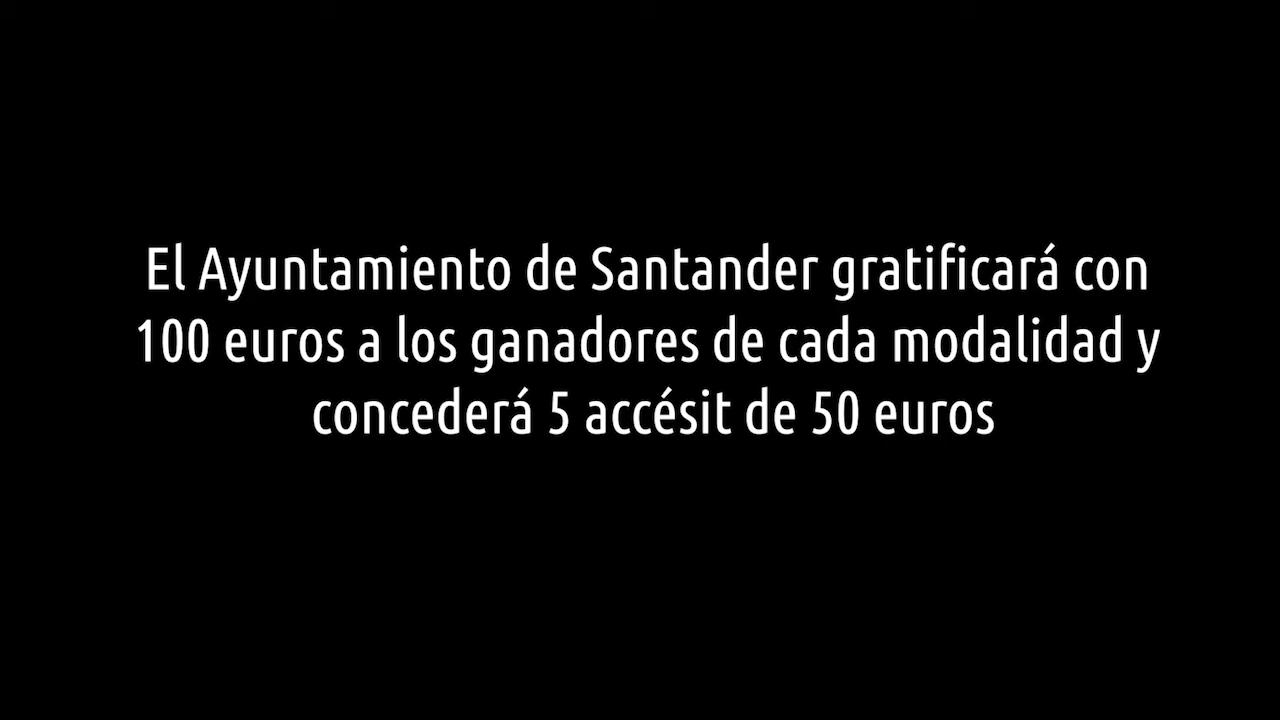 El Ayuntamiento de Santander gratificará con
100 euros a los ganadores de cada modalidad y
concederá 5 accésit de 50 euros